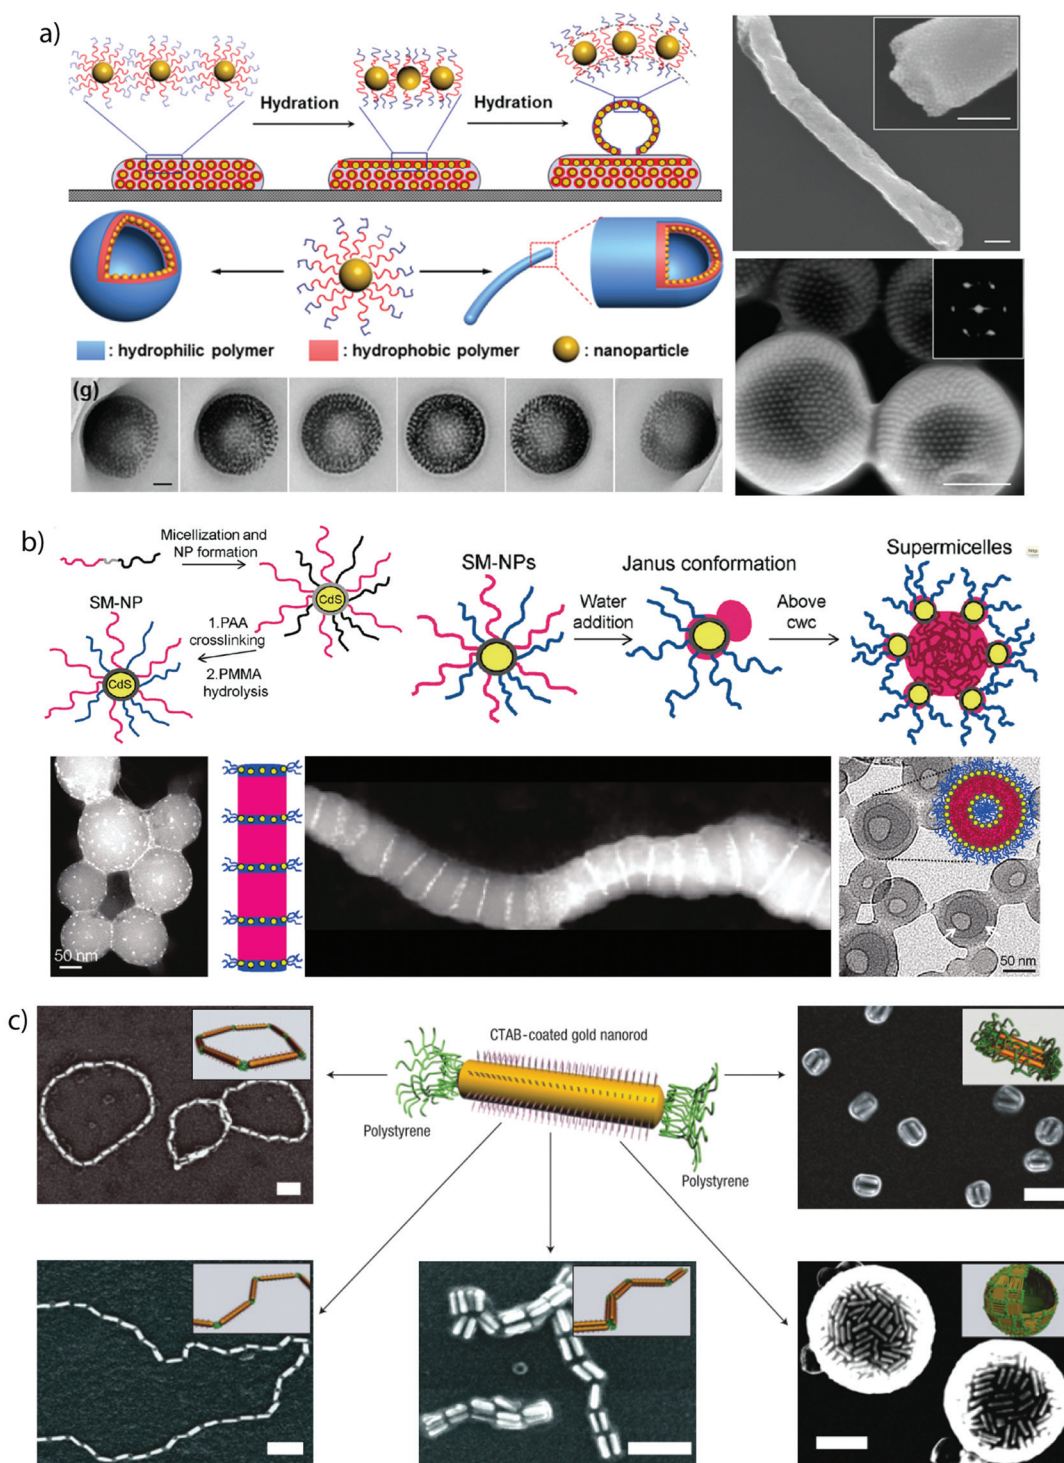 a)
Hydration
Hydration
: hydrophilic polymer
: hydrophobic polymer
: nanoparticle
(g)
b)
Micellization and
NP formation
CdS
SM-NP
1.PAA
crosslinking
2.PMMA
hydrolysis
CdS
SM-NPs
Water
addition
Janus conformation
Above
cwc
Supermicelles
50 nm
50 nm
c)
CTAB-coated gold nanorod
Polystyrene
Polystyrene